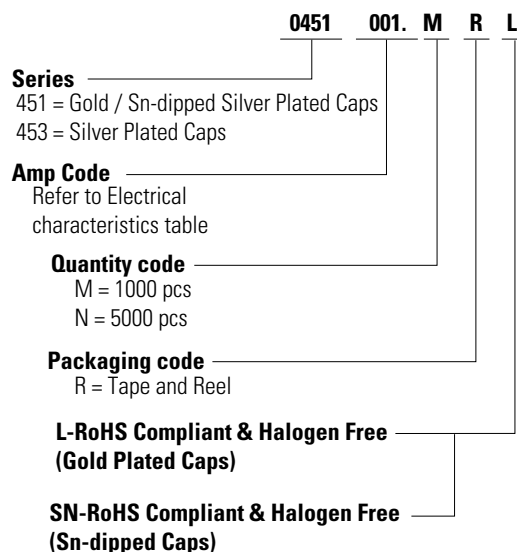 0451 001. M R L
Series
451 = Gold / Sn-dipped Silver Plated Caps
453 = Silver Plated Caps
Amp Code
Refer to Electrical
characteristics table
Quantity code
M = 1000 pcs
N = 5000 pcs
Packaging code
R = Tape and Reel
L-RoHS Compliant & Halogen Free
(Gold Plated Caps)
SN-RoHS Compliant & Halogen Free
(Sn-dipped Caps)